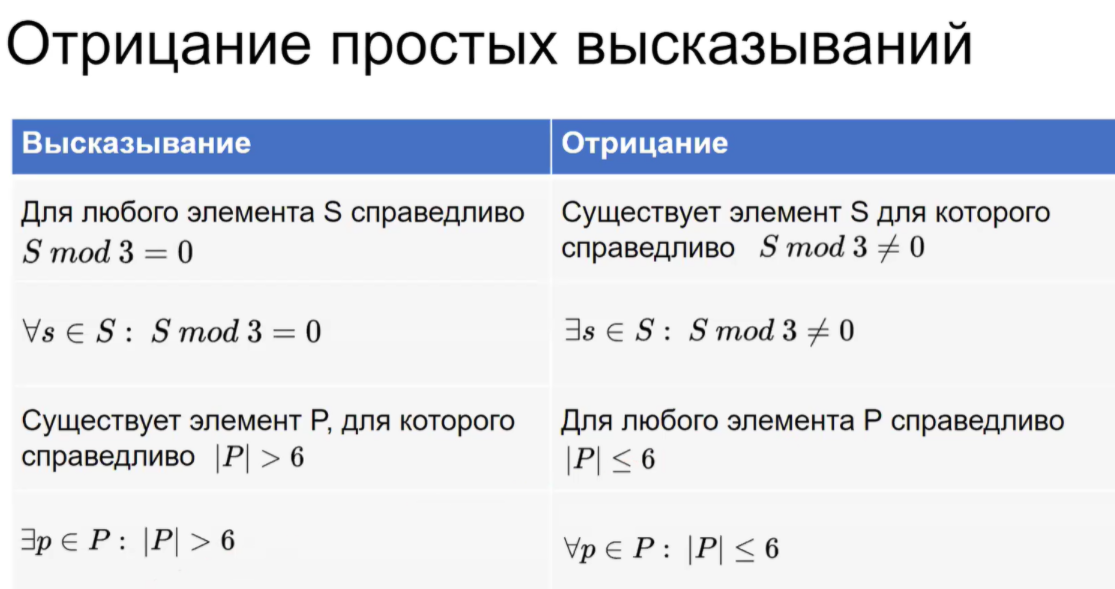 Отрицание простых высказываний
Высказывание
Отрицание
Для любого элемента S справедливо
S mod 3 = 0
Существует элемент S для которого
справедливо S mod 3 ≠ 0
∀s ∈ S : S mod 3 = 0
∃s ∈ S : S mod 3 ≠ 0
Существует элемент P, для которого
справедливо |P| > 6
Для любого элемента P справедливо
|P| ≤ 6
∃p ∈ P : |P| > 6
∀p ∈ P : |P| ≤ 6